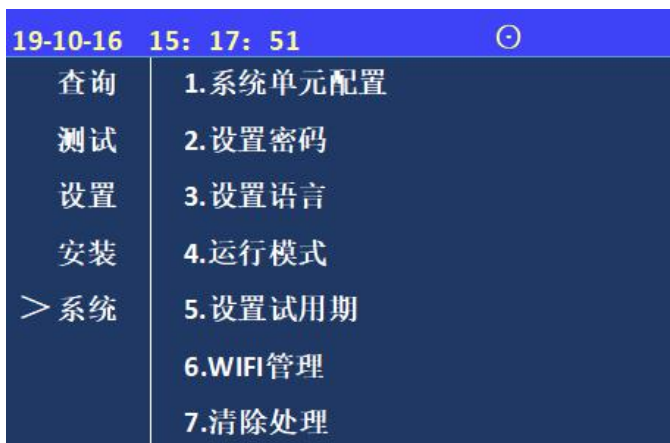 19-10-16 15：17：51
查询 1.系统单元配置
测试 2.设置密码
设置 3.设置语言
安装 4.运行模式
＞系统 5.设置试用期
6.WIFI管理
7.清除处理